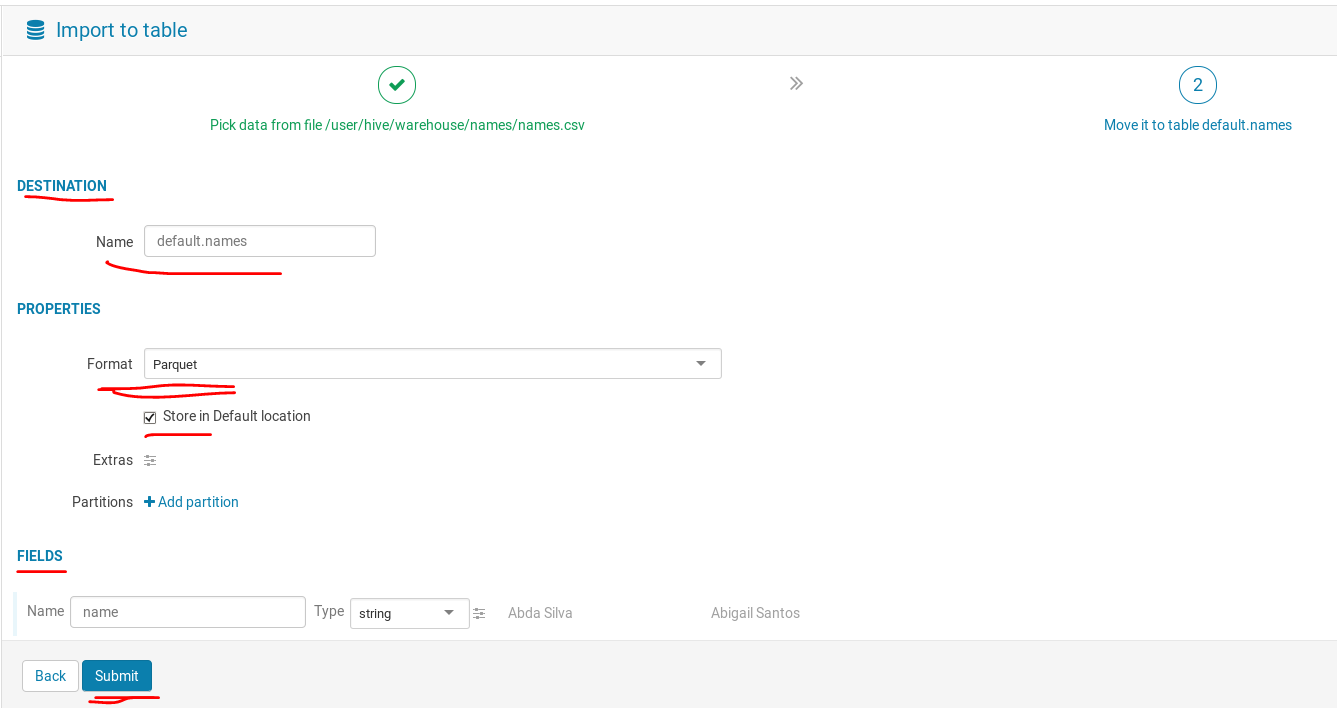 Import to table
2
Pick data from file /user/hive/warehouse/names/names.csv
Move it to table default.names
DESTINATION
Name default.names
PROPERTIES
Format Parquet
Store in Default location
Extras
Partitions Add partition
FIELDS
Name name Type string Abda Silva Abigail Santos
Back Submit